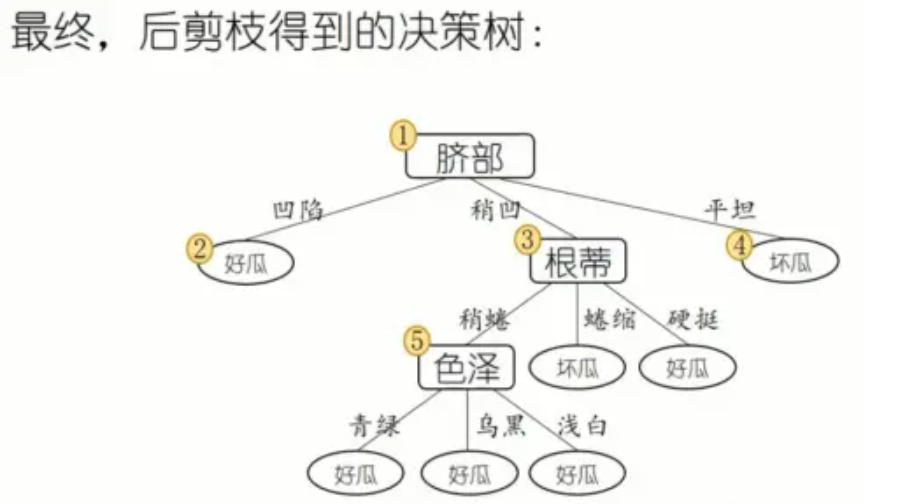 最终，后剪枝得到的决策树：
① 脐部
凹陷 稍凹 平坦
② 好瓜 ③ 根蒂 ④ 坏瓜
稍蜷 蜷缩 硬挺
⑤ 色泽 坏瓜 好瓜
青绿 乌黑 浅白
好瓜 好瓜 好瓜